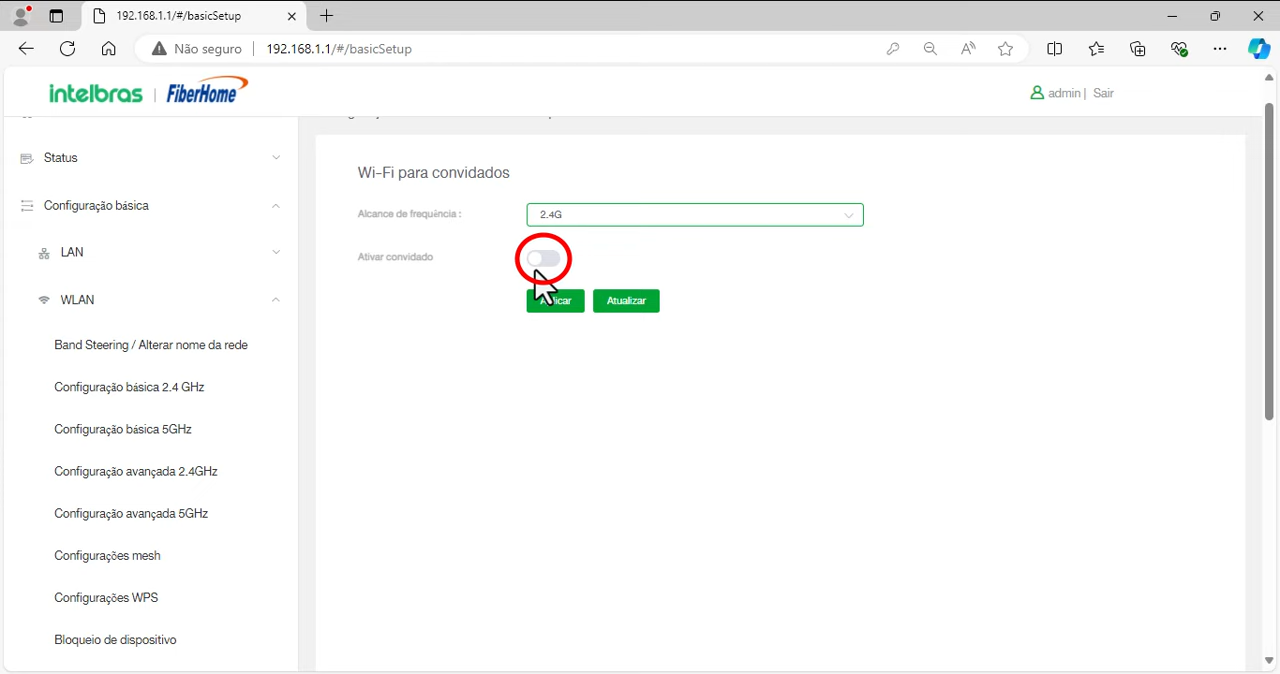 192.168.1.1/#/basicSetup
Não seguro
192.168.1.1/#/basicSetup
intelbras | FiberHome
admin | Sair
Status
Configuração básica
LAN
WLAN
Band Steering / Alterar nome da rede
Configuração básica 2.4 GHz
Configuração básica 5GHz
Configuração avançada 2.4GHz
Configuração avançada 5GHz
Configurações mesh
Configurações WPS
Bloqueio de dispositivo
Wi-Fi para convidados
Alcance de frequência :
2.4G
Ativar convidado
Atualizar